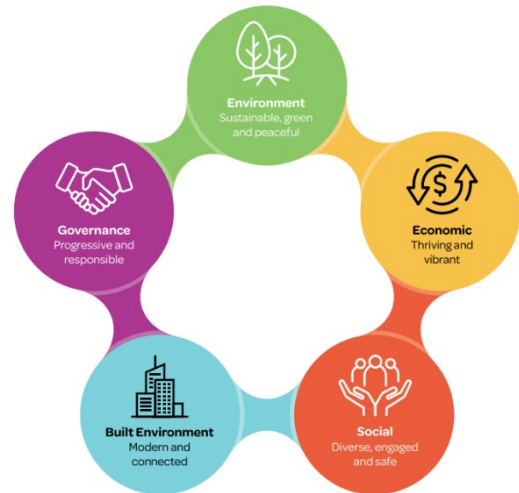 Environment
Sustainable, green
and peaceful
$
Economic
Thriving and
vibrant
Social
Diverse, engaged
and safe
Built Environment
Modern and
connected
Governance
Progressive and
responsible